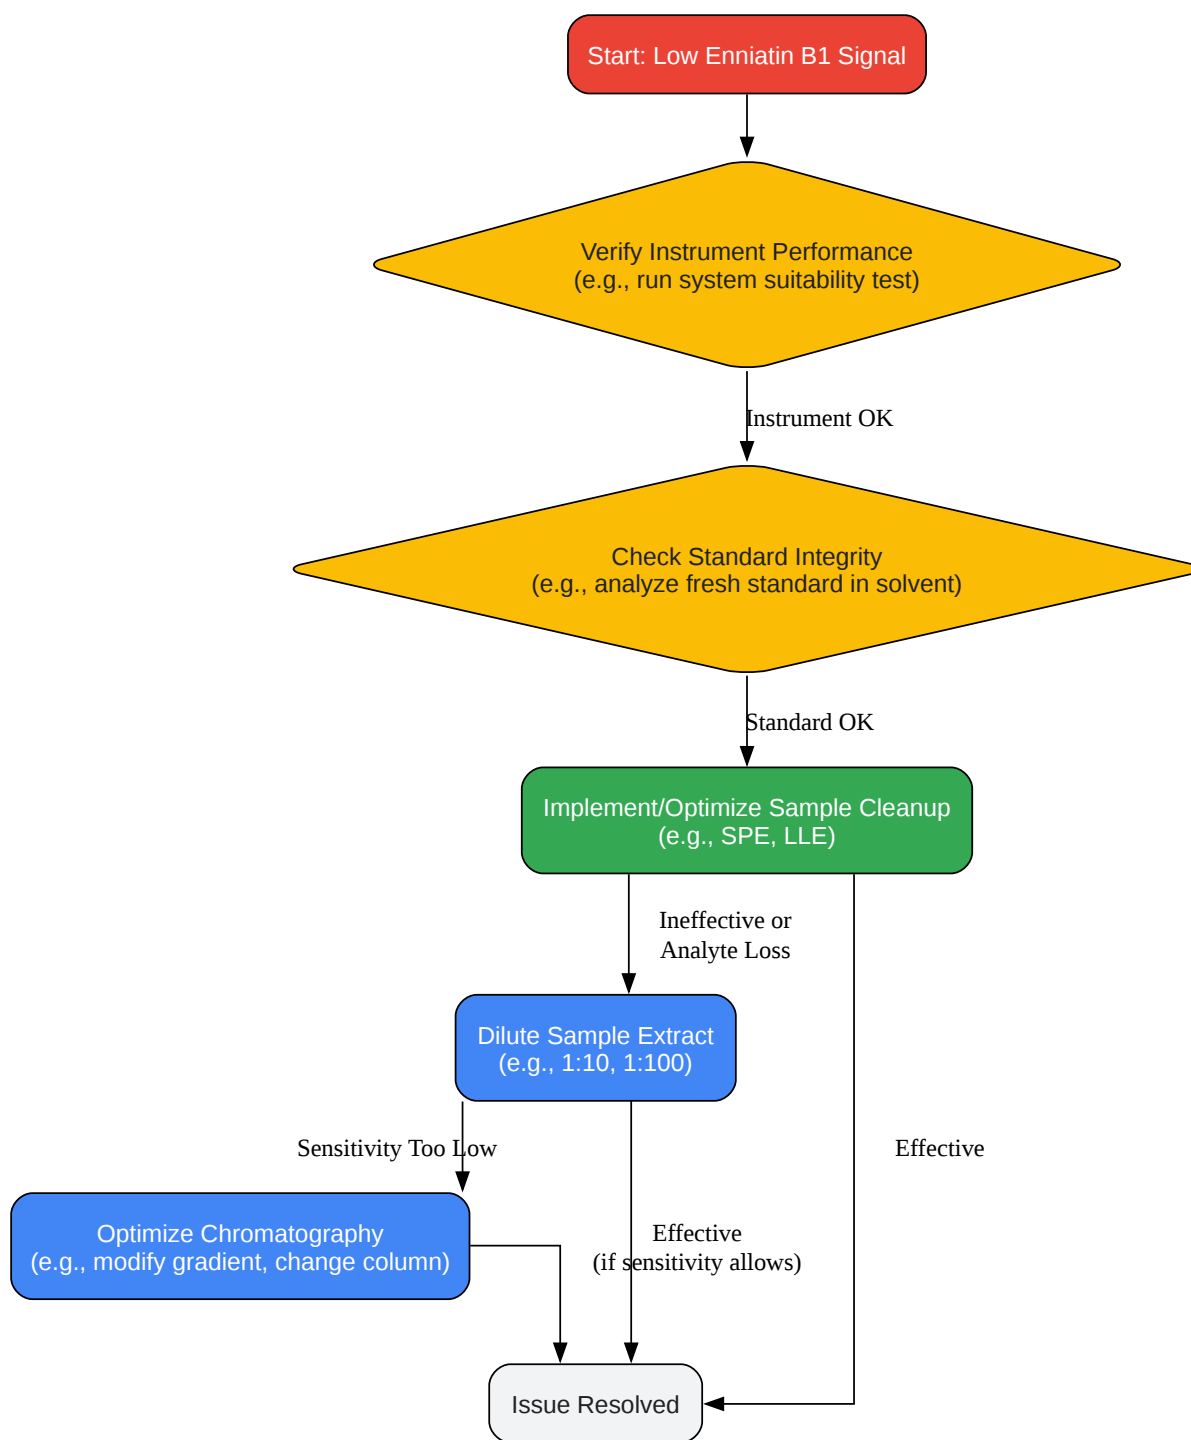 Start: Low Enniatin B1 Signal
Verify Instrument Performance
(e.g., run system suitability test)
Instrument OK
Check Standard Integrity
(e.g., analyze fresh standard in solvent)
Standard OK
Implement/Optimize Sample Cleanup
(e.g., SPE, LLE)
Ineffective or
Analyte Loss
Dilute Sample Extract
(e.g., 1:10, 1:100)
Sensitivity Too Low
Effective
Optimize Chromatography
(e.g., modify gradient, change column)
Effective
(if sensitivity allows)
Issue Resolved